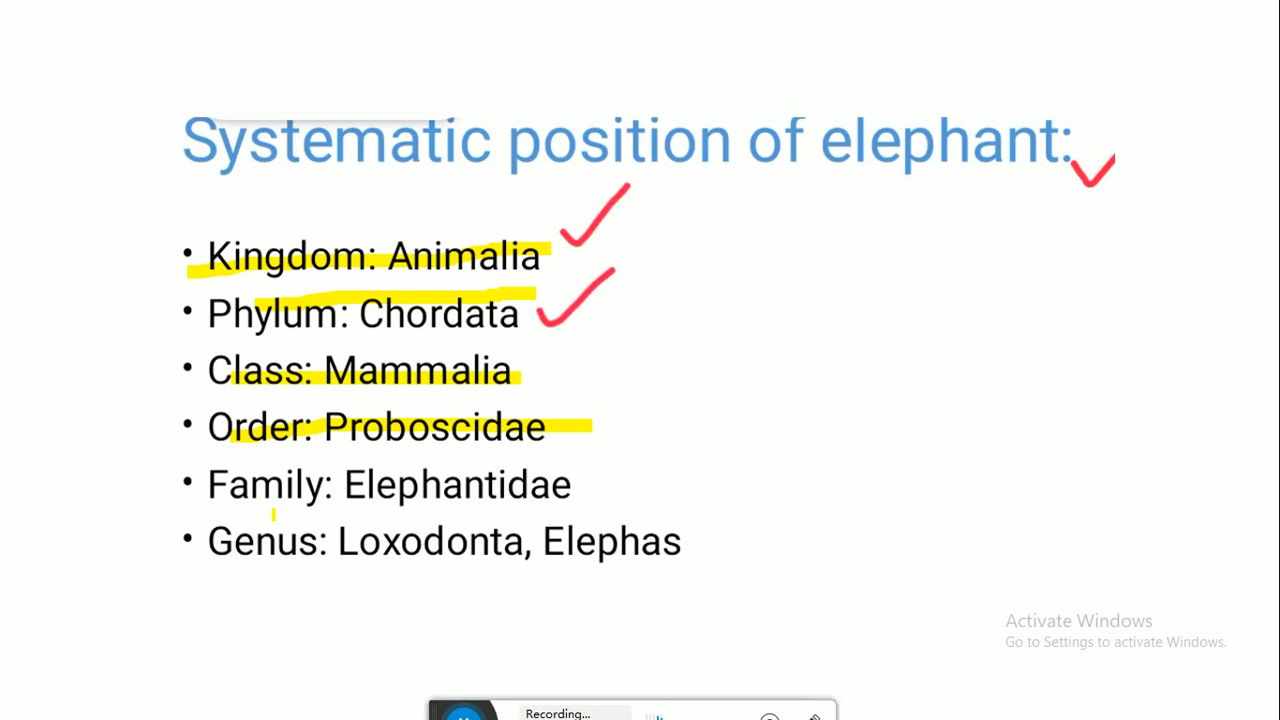 Systematic position of elephant:
• Kingdom: Animalia
• Phylum: Chordata
• Class: Mammalia
• Order: Proboscidae
• Family: Elephantidae
• Genus: Loxodonta, Elephas
Activate Windows
Go to Settings to activate Windows.
Recording...